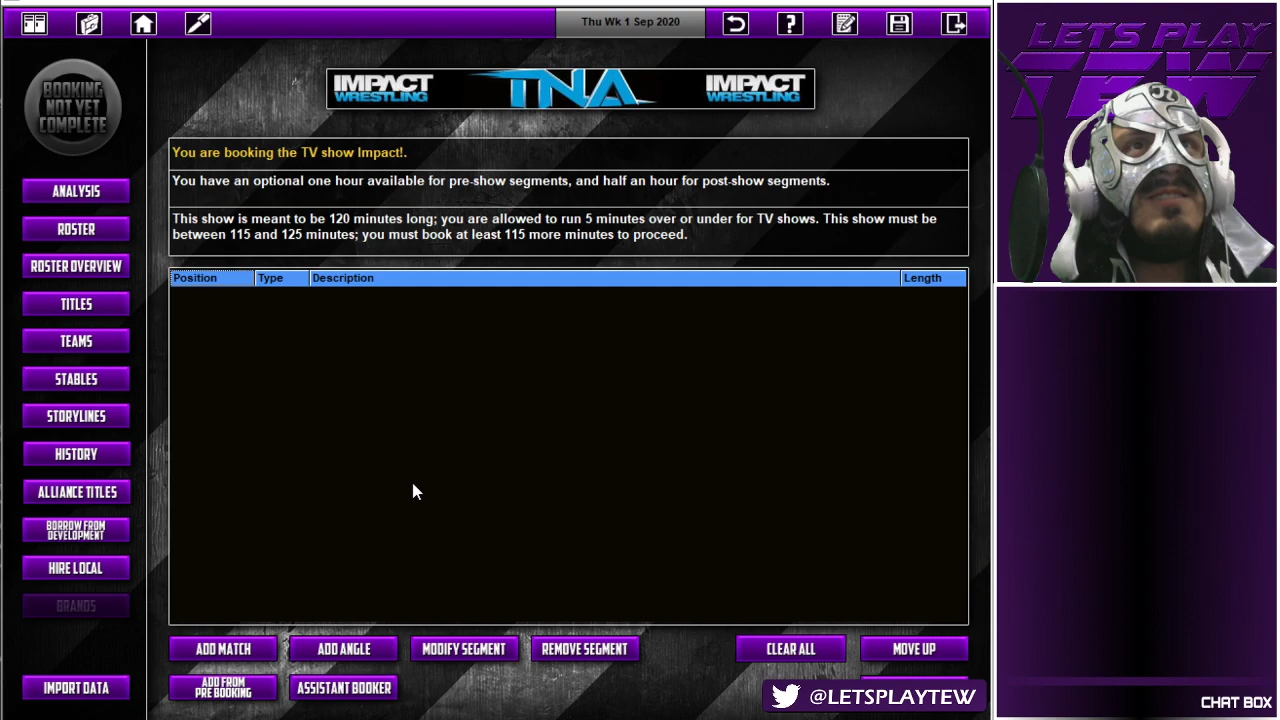 Thu Wk 1 Sep 2020
LETS PLAY
TEW
BOOKING
NOT YET
COMPLETE
IMPACT
WRESTLING
TNA
IMPACT
WRESTLING
You are booking the TV show Impact!.
You have an optional one hour available for pre-show segments, and half an hour for post-show segments.
This show is meant to be 120 minutes long; you are allowed to run 5 minutes over or under for TV shows. This show must be
between 115 and 125 minutes; you must book at least 115 more minutes to proceed.
Position Type Description Length
ANALYSIS
ROSTER
ROSTER OVERVIEW
TITLES
TEAMS
STABLES
STORYLINES
HISTORY
ALLIANCE TITLES
BORROW FROM
DEVELOPMENT
HIRE LOCAL
BRANDS
IMPORT DATA
ADD MATCH
ADD ANGLE
MODIFY SEGMENT
REMOVE SEGMENT
CLEAR ALL
MOVE UP
ADD FROM
PRE BOOKING
ASSISTANT BOOKER
@LETSPLAYTEW
CHAT BOX